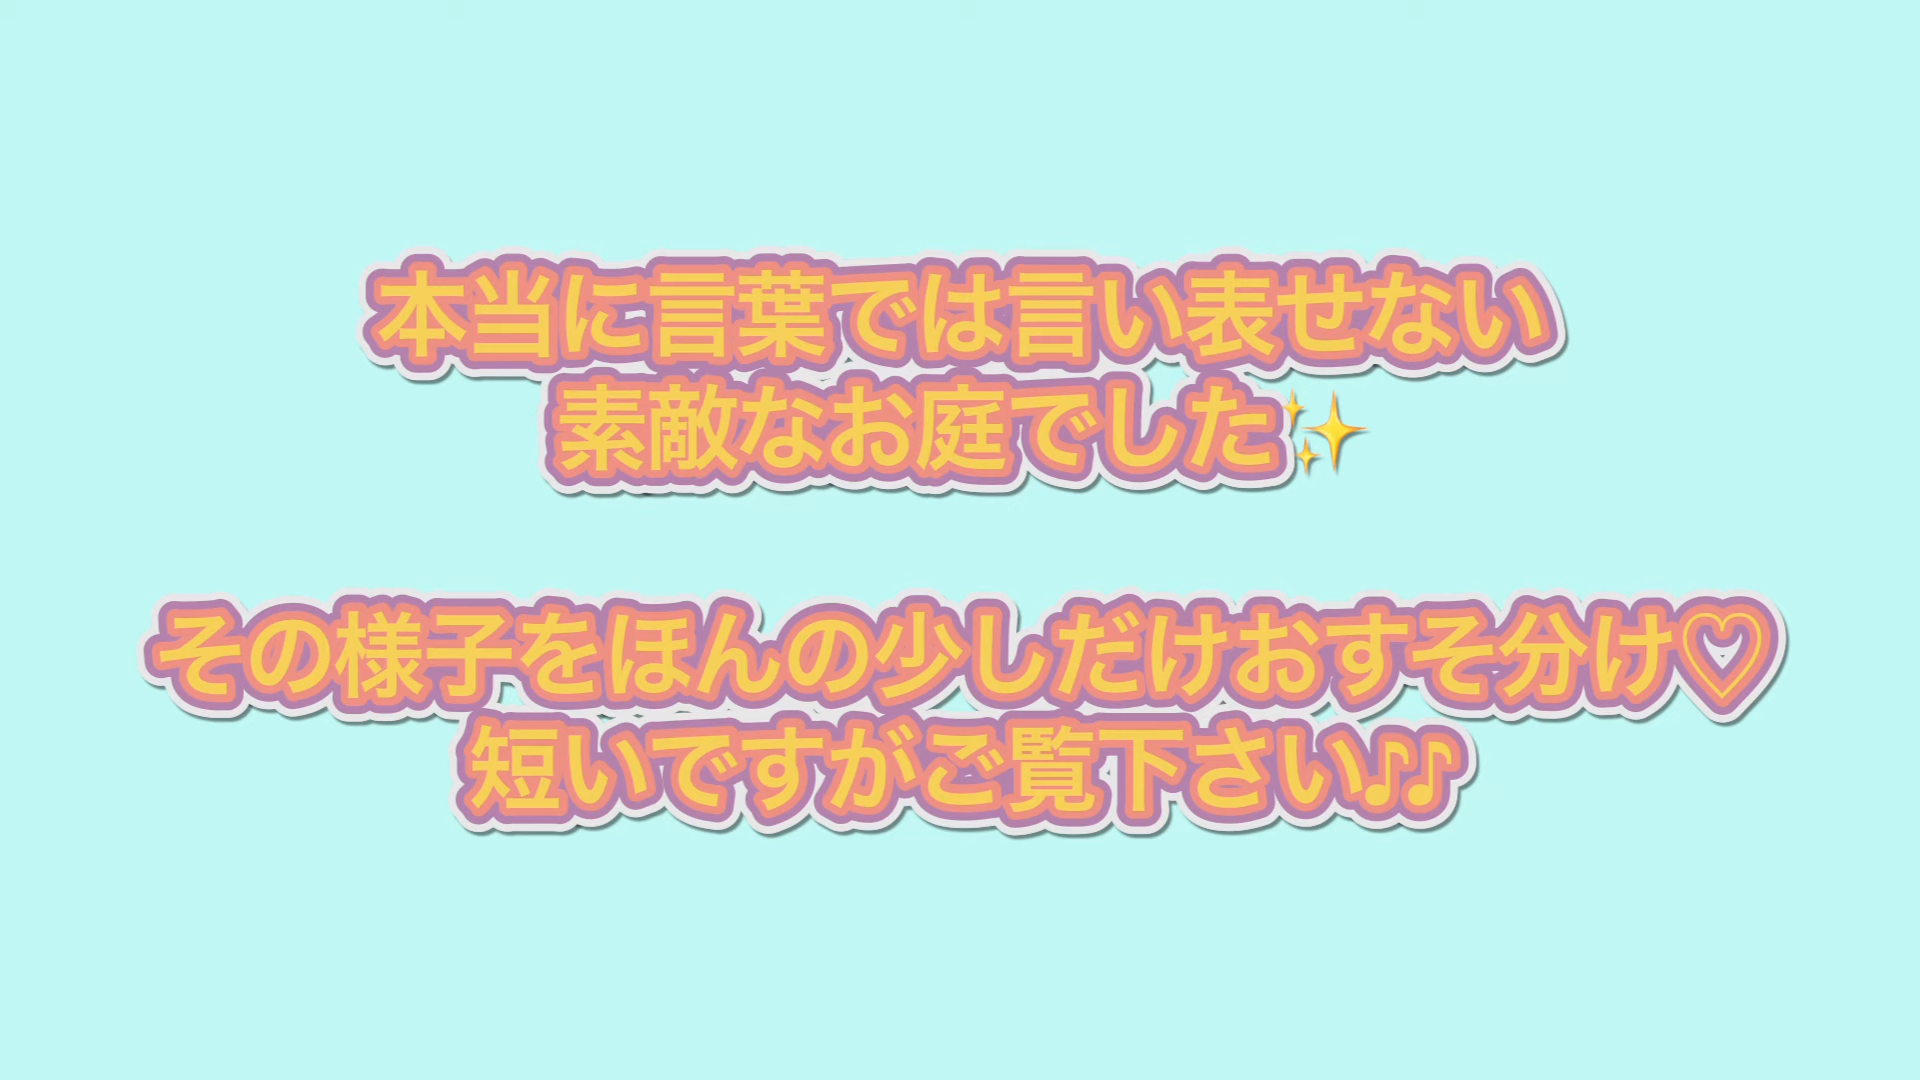 本当に言葉では言い表せない
素敵なお庭でした✨
その様子をほんの少しだけおすそ分け♡
短いですがご覧下さい♪♪